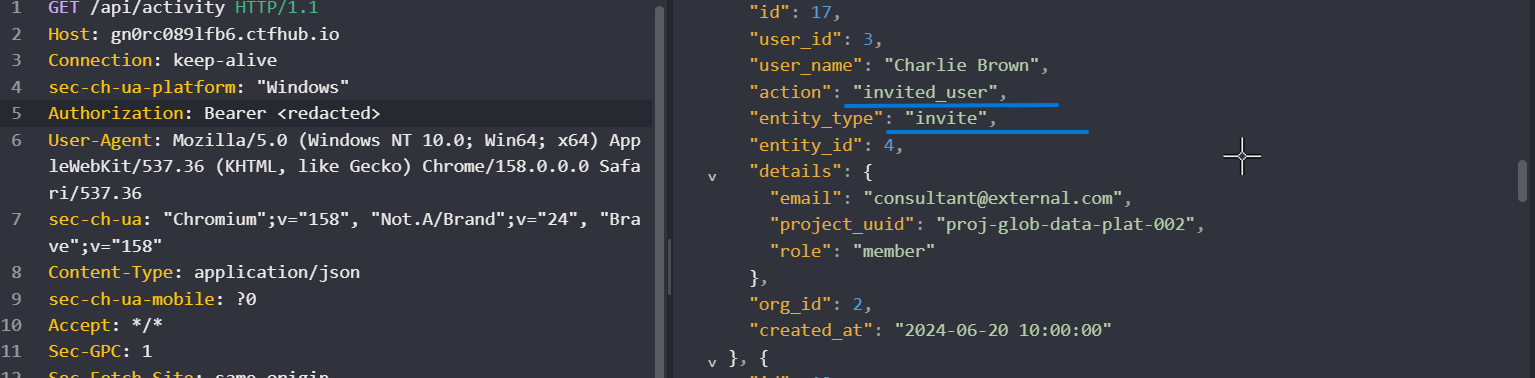 1 GET /api/activity HTTP/1.1
2 Host: gn0rc089lfb6.ctfhub.io
3 Connection: keep-alive
4 sec-ch-ua-platform: "Windows"
5 Authorization: Bearer <redacted>
6 User-Agent: Mozilla/5.0 (Windows NT 10.0; Win64; x64) App
leWebKit/537.36 (KHTML, like Gecko) Chrome/158.0.0.0 Safa
ri/537.36
7 sec-ch-ua: "Chromium";v="158", "Not.A/Brand";v="24", "Bra
ve";v="158"
8 Content-Type: application/json
9 sec-ch-ua-mobile: ?0
10 Accept: */*
11 Sec-GPC: 1
12 Sec-Fetch-Site: same-origin
"id": 17,
"user_id": 3,
"user_name": "Charlie Brown",
"action": "invited_user",
"entity_type": "invite",
"entity_id": 4,
"details": {
"email": "consultant@external.com",
"project_uuid": "proj-glob-data-plat-002",
"role": "member"
},
"org_id": 2,
"created_at": "2024-06-20 10:00:00"
}, {